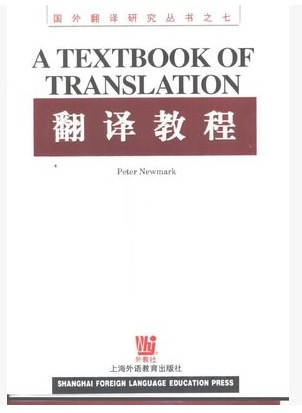 国外翻译研究丛书之七
A TEXTBOOK OF
TRANSLATION
翻译教程
Peter Newmark
外教社
上海外语教育出版社
SHANGHAI FOREIGN LANGUAGE EDUCATION PRESS